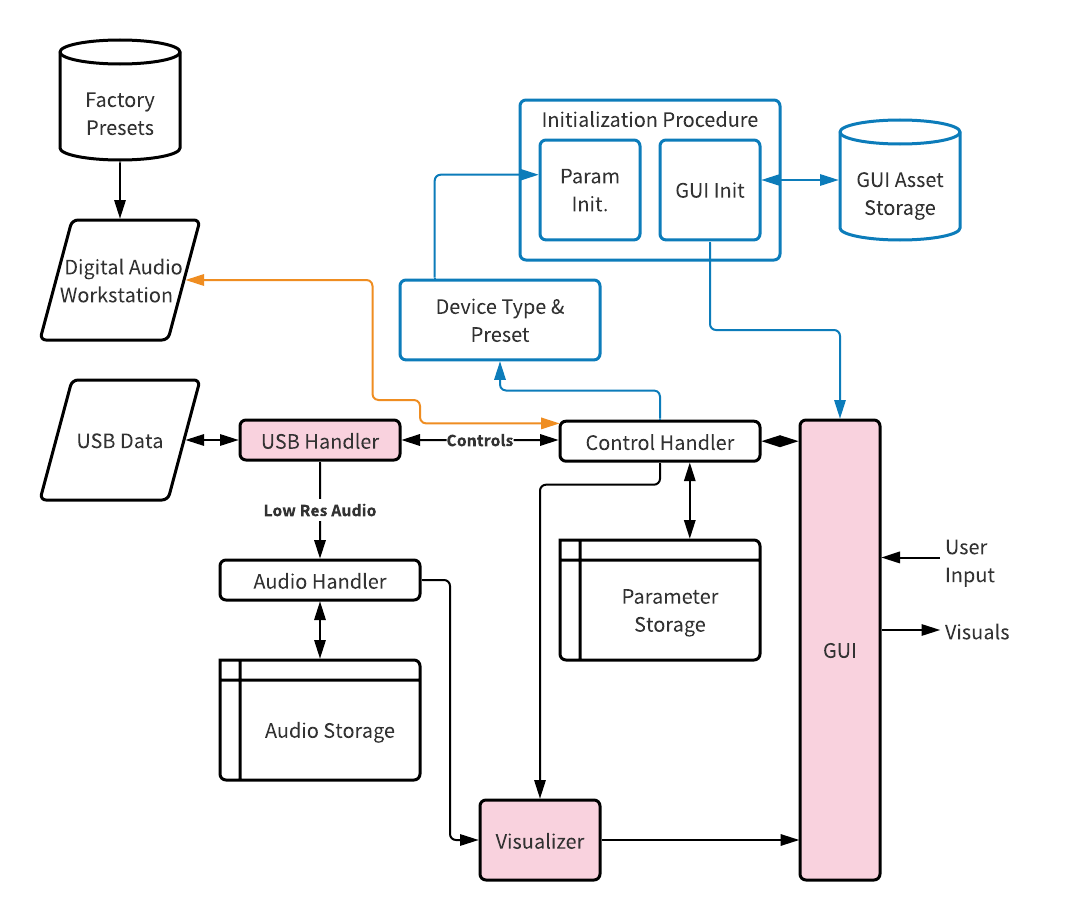 Factory
Presets
Initialization Procedure
Param
Init.
GUI Init
GUI Asset
Storage
Digital Audio
Workstation
Device Type &
Preset
USB Data
USB Handler
Controls
Control Handler
Low Res Audio
User
Input
Audio Handler
Parameter
Storage
Visuals
GUI
Audio Storage
Visualizer